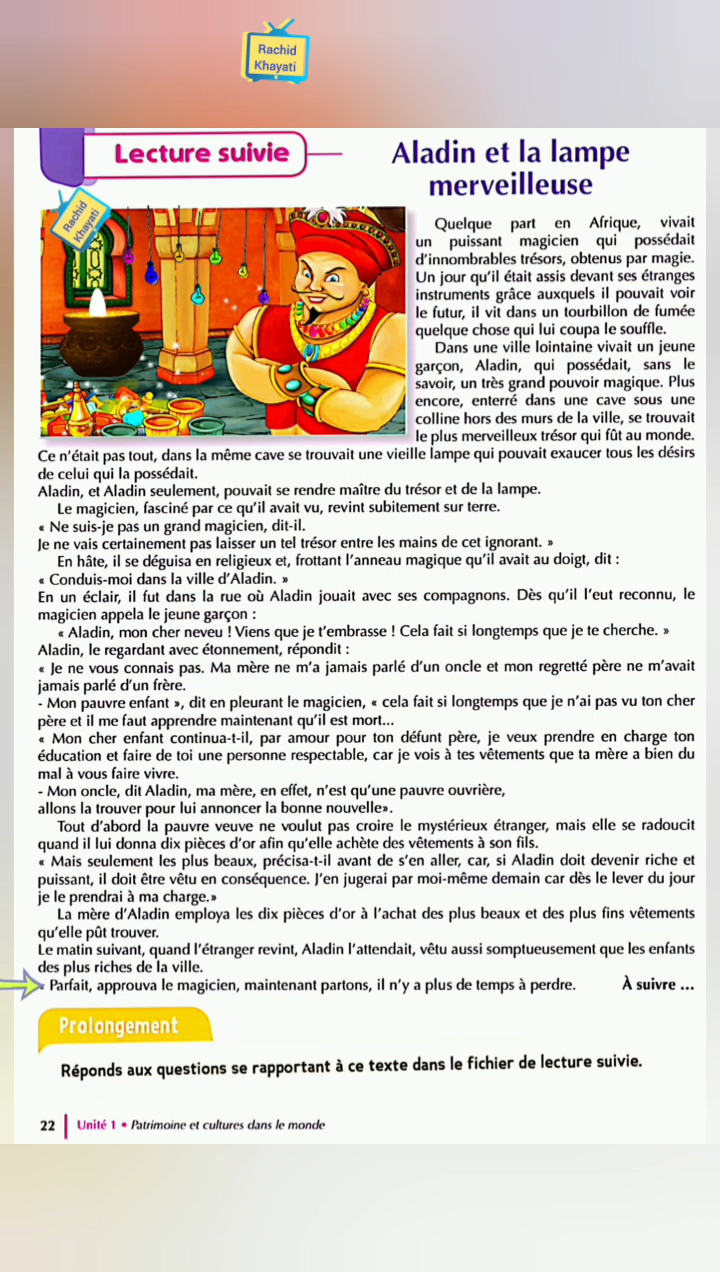 Rachid
Khayati
Lecture suivie
Aladin et la lampe
merveilleuse
Rachid
Khayati
Quelque part en Afrique, vivait
un puissant magicien qui possédait
d'innombrables trésors, obtenus par magie.
Un jour qu'il était assis devant ses étranges
instruments grâce auxquels il pouvait voir
le futur, il vit dans un tourbillon de fumée
quelque chose qui lui coupa le souffle.
Dans une ville lointaine vivait un jeune
garçon, Aladin, qui possédait, sans le
savoir, un très grand pouvoir magique. Plus
encore, enterré dans une cave sous une
colline hors des murs de la ville, se trouvait
le plus merveilleux trésor qui fût au monde.
Ce n'était pas tout, dans la même cave se trouvait une vieille lampe qui pouvait exaucer tous les désirs
de celui qui la possédait.
Aladin, et Aladin seulement, pouvait se rendre maître du trésor et de la lampe.
Le magicien, fasciné par ce qu'il avait vu, revint subitement sur terre.
« Ne suis-je pas un grand magicien, dit-il.
Je ne vais certainement pas laisser un tel trésor entre les mains de cet ignorant. »
En hâte, il se déguisa en religieux et, frottant l'anneau magique qu'il avait au doigt, dit :
« Conduis-moi dans la ville d'Aladin. »
En un éclair, il fut dans la rue où Aladin jouait avec ses compagnons. Dès qu'il l'eut reconnu, le
magicien appela le jeune garçon :
« Aladin, mon cher neveu ! Viens que je t'embrasse ! Cela fait si longtemps que je te cherche. »
Aladin, le regardant avec étonnement, répondit :
« Je ne vous connais pas. Ma mère ne m'a jamais parlé d'un oncle et mon regretté père ne m'avait
jamais parlé d'un frère.
- Mon pauvre enfant », dit en pleurant le magicien, « cela fait si longtemps que je n'ai pas vu ton cher
père et il me faut apprendre maintenant qu'il est mort...
« Mon cher enfant continua-t-il, par amour pour ton défunt père, je veux prendre en charge ton
éducation et faire de toi une personne respectable, car je vois à tes vêtements que ta mère a bien du
mal à vous faire vivre.
- Mon oncle, dit Aladin, ma mère, en effet, n'est qu'une pauvre ouvrière,
allons la trouver pour lui annoncer la bonne nouvelle».
Tout d'abord la pauvre veuve ne voulut pas croire le mystérieux étranger, mais elle se radoucit
quand il lui donna dix pièces d'or afin qu'elle achète des vêtements à son fils.
« Mais seulement les plus beaux, précisa-t-il avant de s'en aller, car, si Aladin doit devenir riche et
puissant, il doit être vêtu en conséquence. J'en jugerai par moi-même demain car dès le lever du jour
je le prendrai à ma charge.»
La mère d'Aladin employa les dix pièces d'or à l'achat des plus beaux et des plus fins vêtements
qu'elle pût trouver.
Le matin suivant, quand l'étranger revint, Aladin l'attendait, vêtu aussi somptueusement que les enfants
des plus riches de la ville.
« Parfait, approuva le magicien, maintenant partons, il n'y a plus de temps à perdre. À suivre ...
Prolongement
Réponds aux questions se rapportant à ce texte dans le fichier de lecture suivie.
22 Unité 1 • Patrimoine et cultures dans le monde